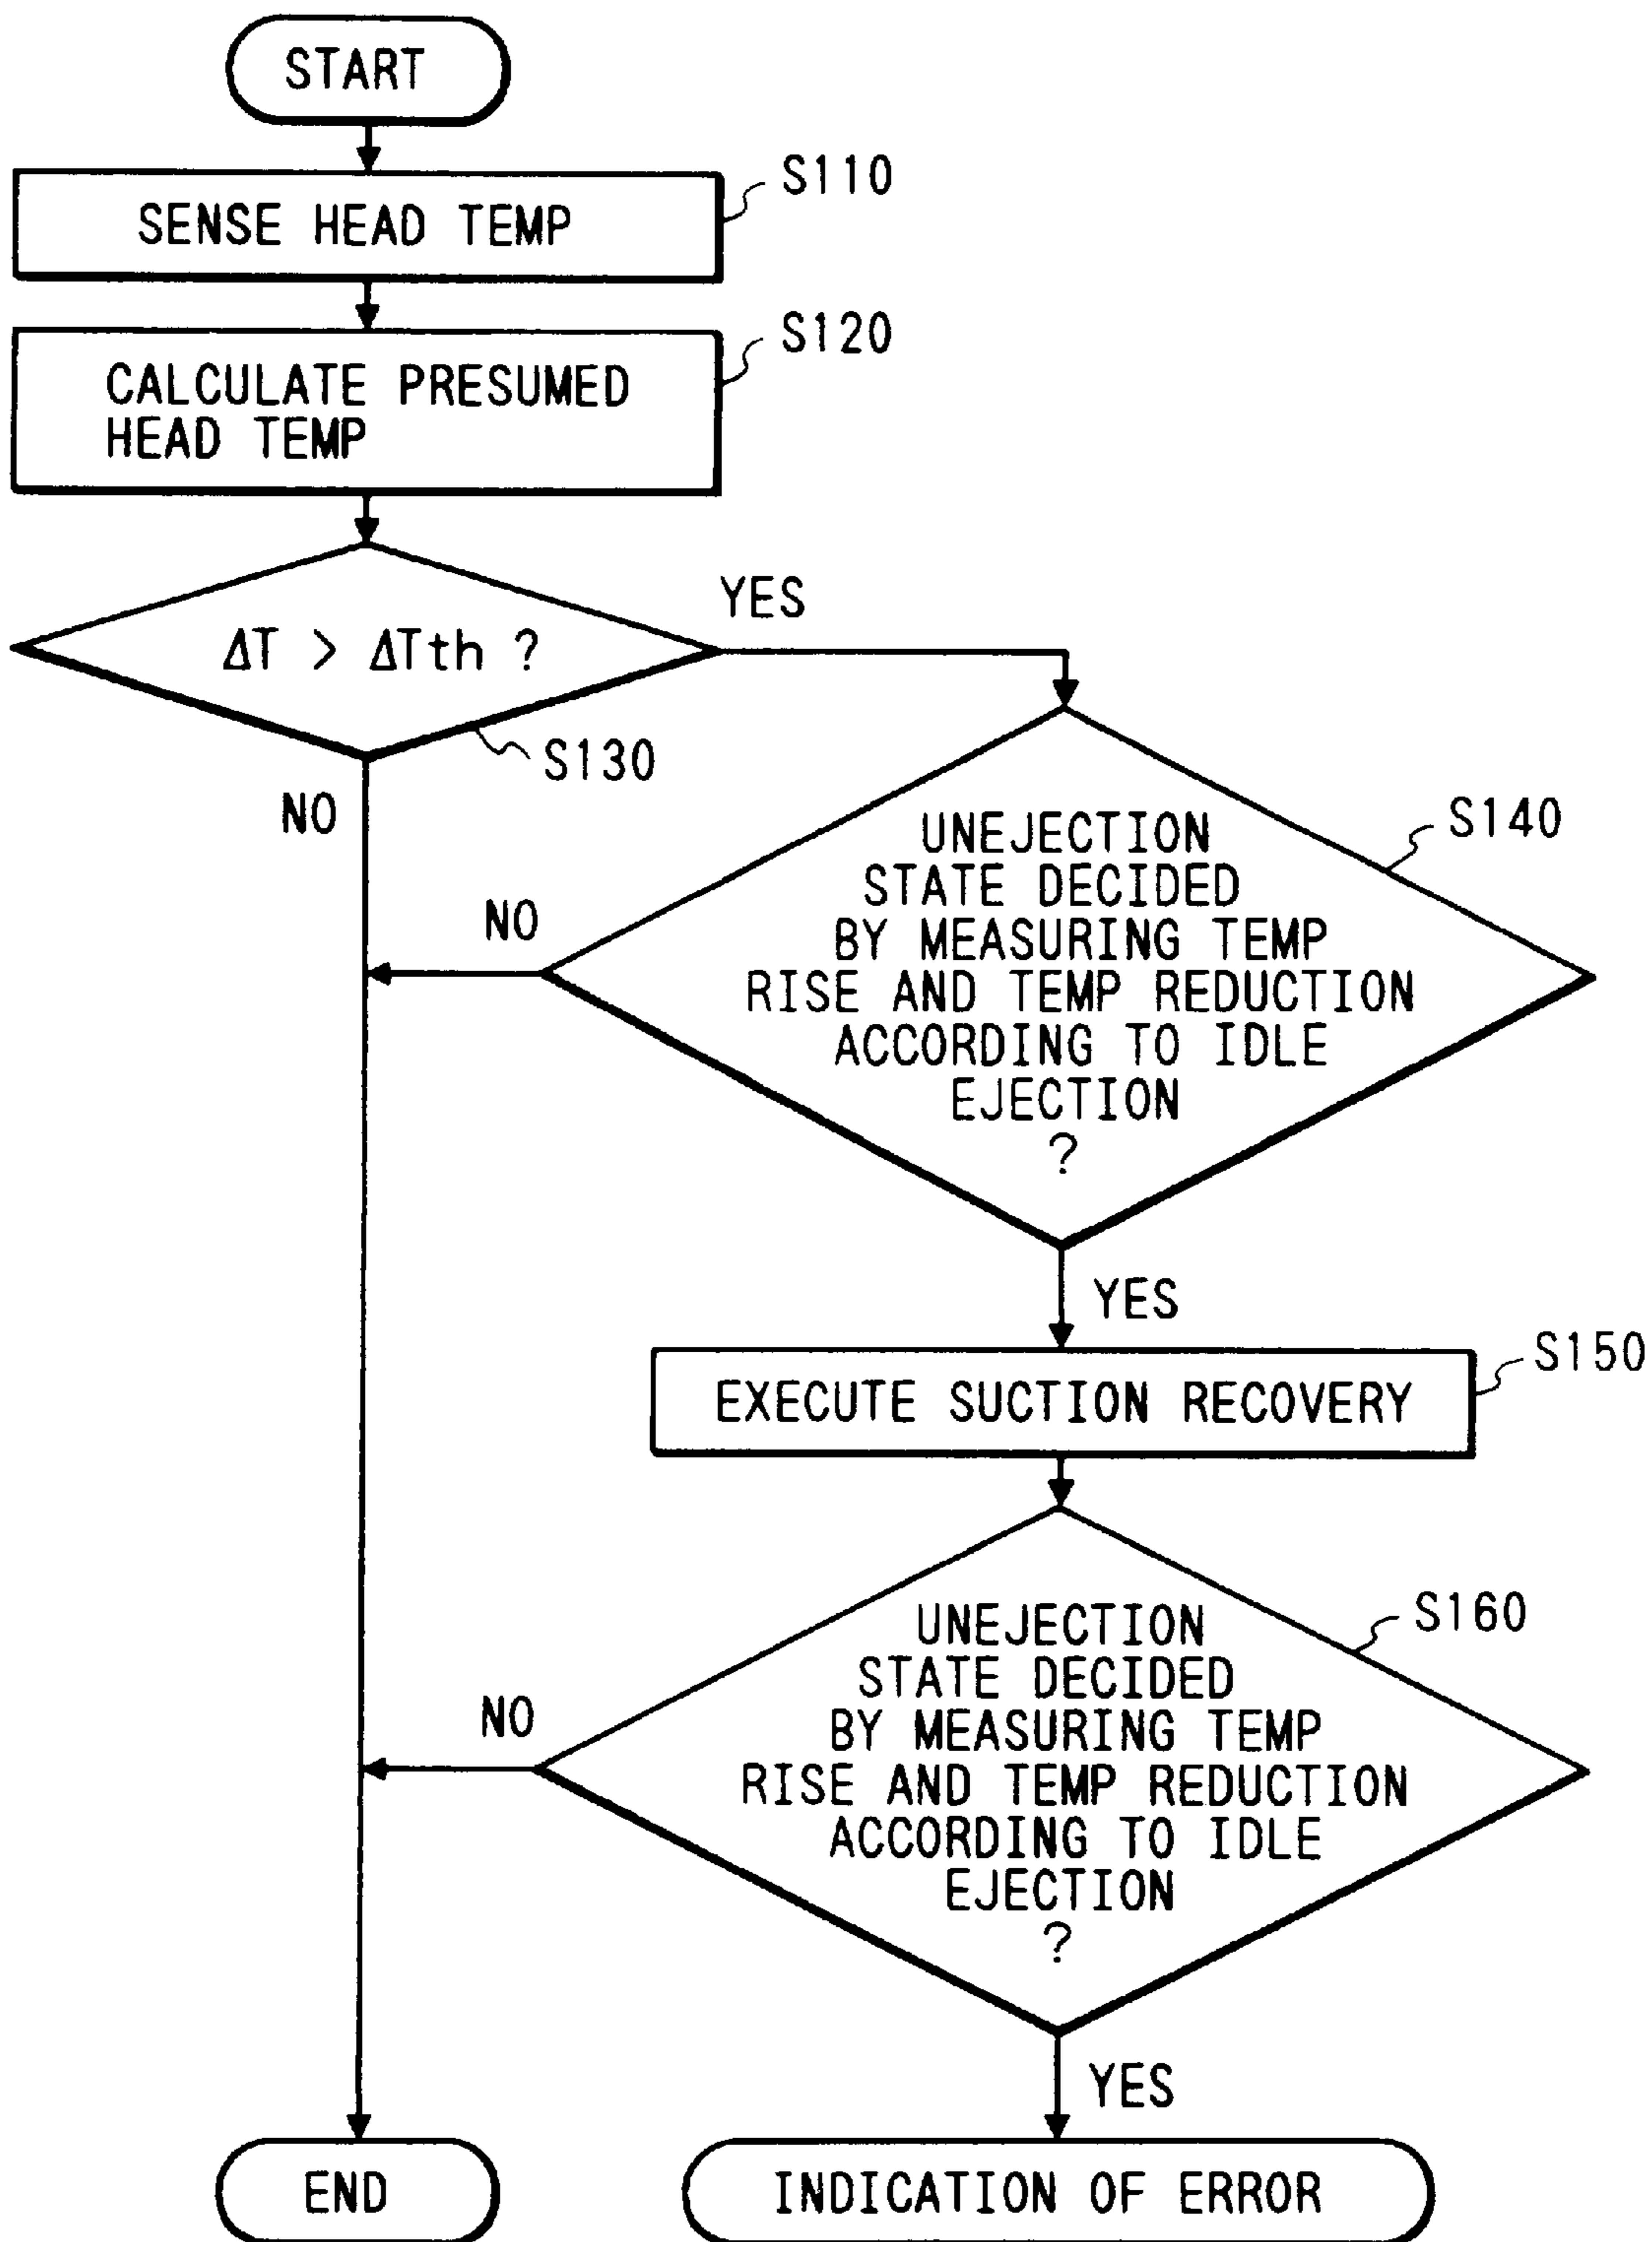 START
S110
SENSE HEAD TEMP
S120
CALCULATE PRESUMED
HEAD TEMP
YES
ΔT > ΔTth ?
S130
NO
S140
UNEJECTION
STATE DECIDED
BY MEASURING TEMP
RISE AND TEMP REDUCTION
ACCORDING TO IDLE
EJECTION
?
NO
YES
S150
EXECUTE SUCTION RECOVERY
S160
UNEJECTION
STATE DECIDED
BY MEASURING TEMP
RISE AND TEMP REDUCTION
ACCORDING TO IDLE
EJECTION
?
NO
YES
END
INDICATION OF ERROR